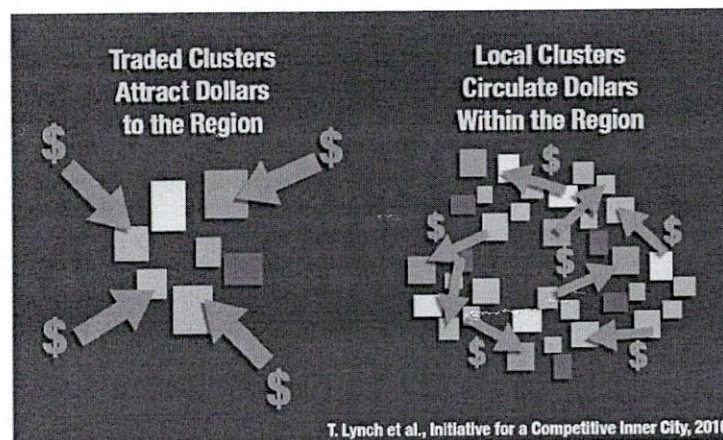 Traded Clusters
Attract Dollars
to the Region
Local Clusters
Circulate Dollars
Within the Region
$
$
$
$
$
$
$
$
$
$
T. Lynch et al., Initiative for a Competitive Inner City,